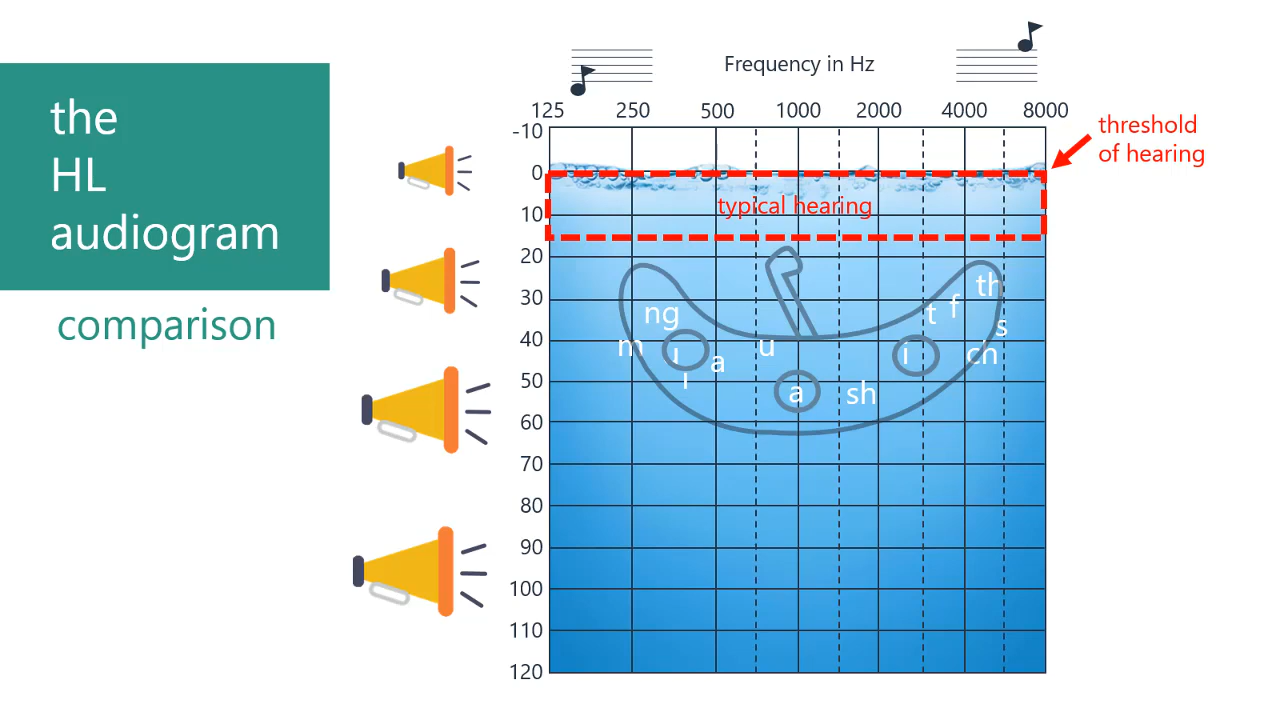 the
HL
audiogram
comparison
Frequency in Hz
125 250 500 1000 2000 4000 8000
threshold
of hearing
-10
0
typical hearing
10
20
th
30
ng t f
s
40
m u
i a i ch
50
l
a sh
60
70
80
90
100
110
120